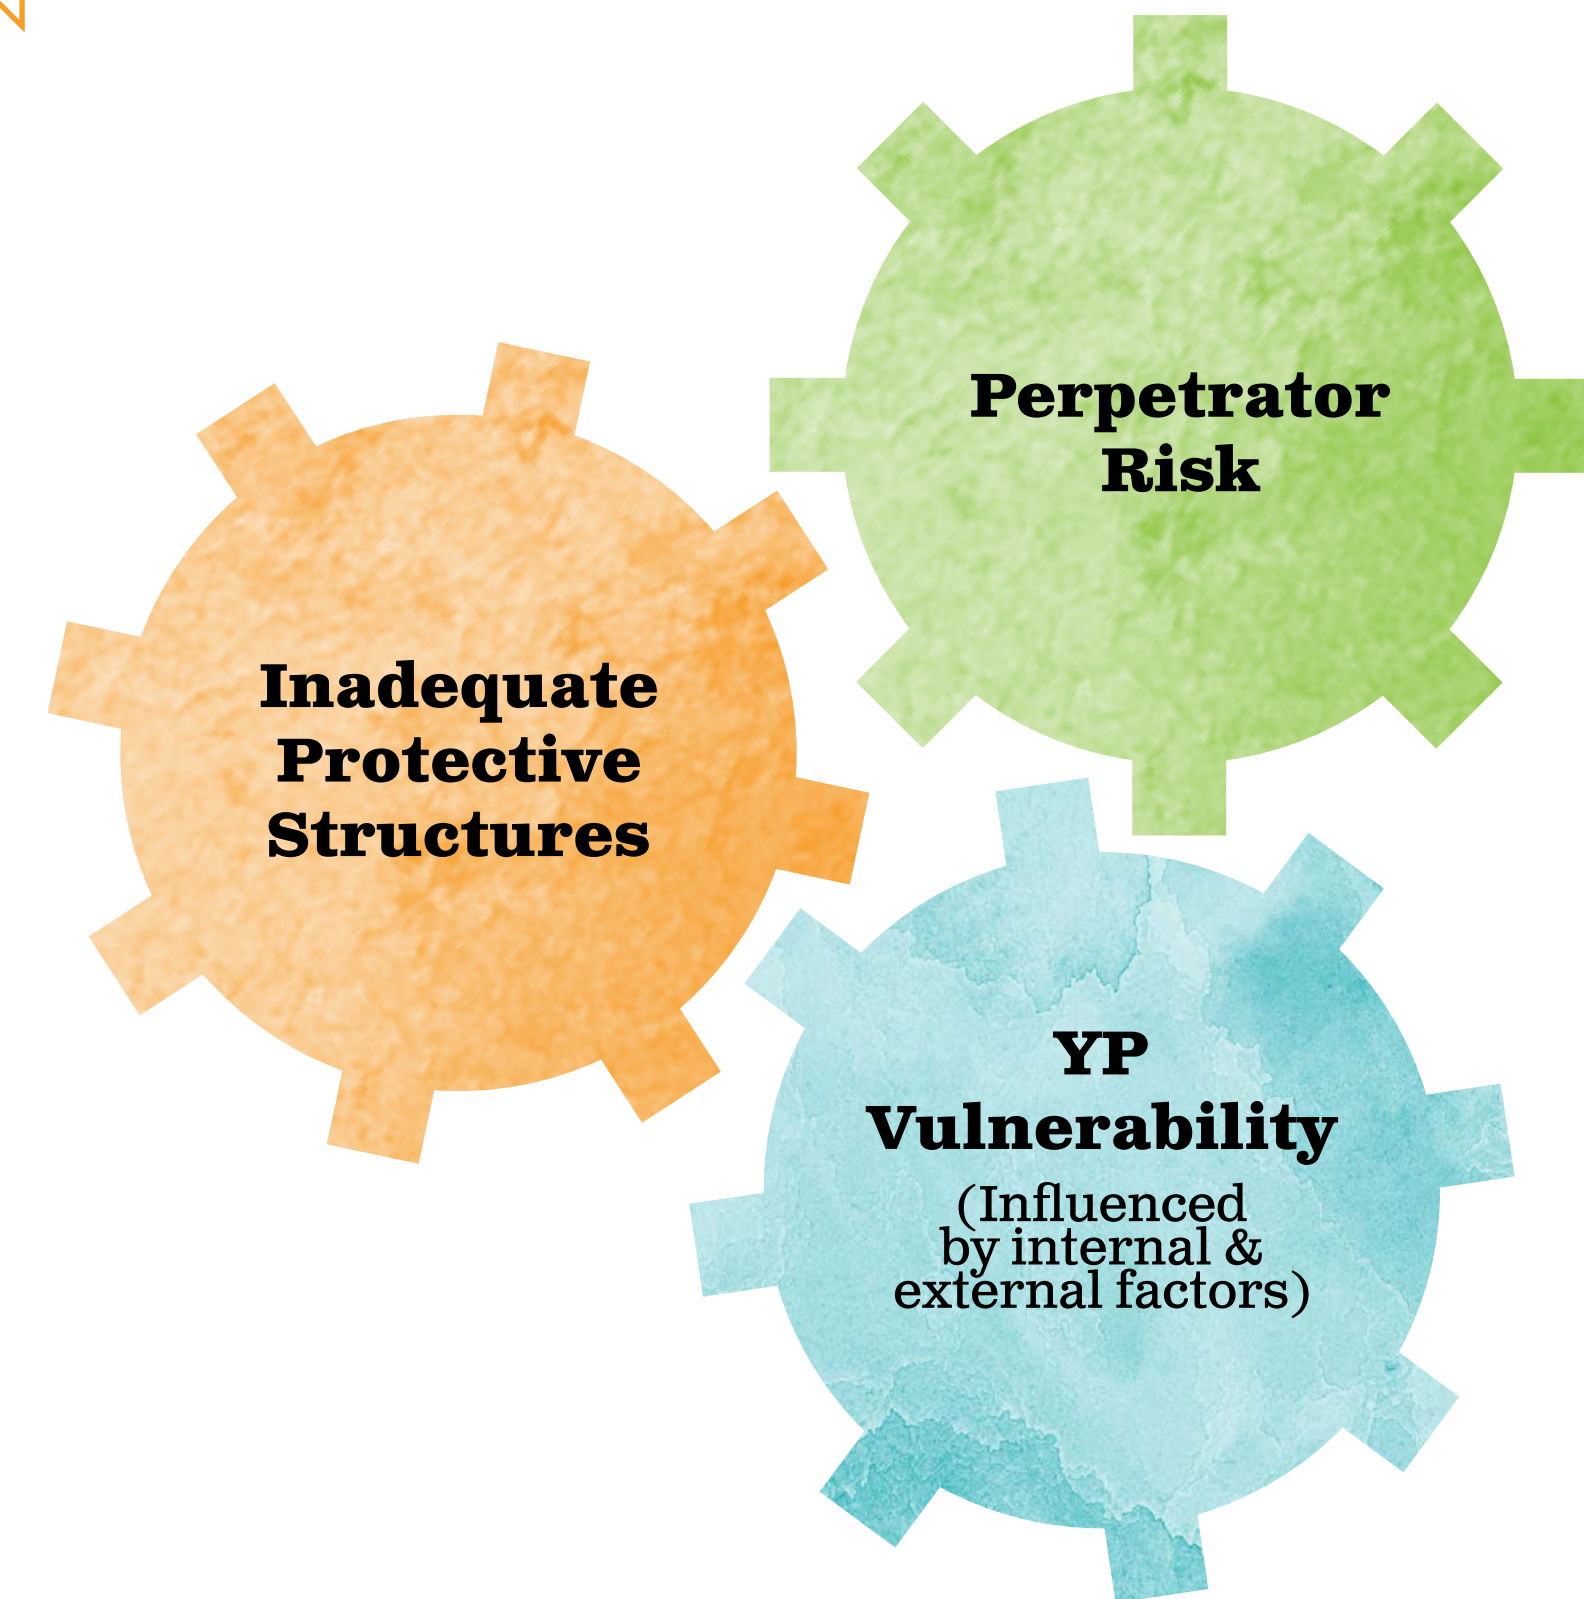 Perpetrator
Risk
Inadequate
Protective
Structures
YP
Vulnerability
(Influenced
by internal &
external factors)